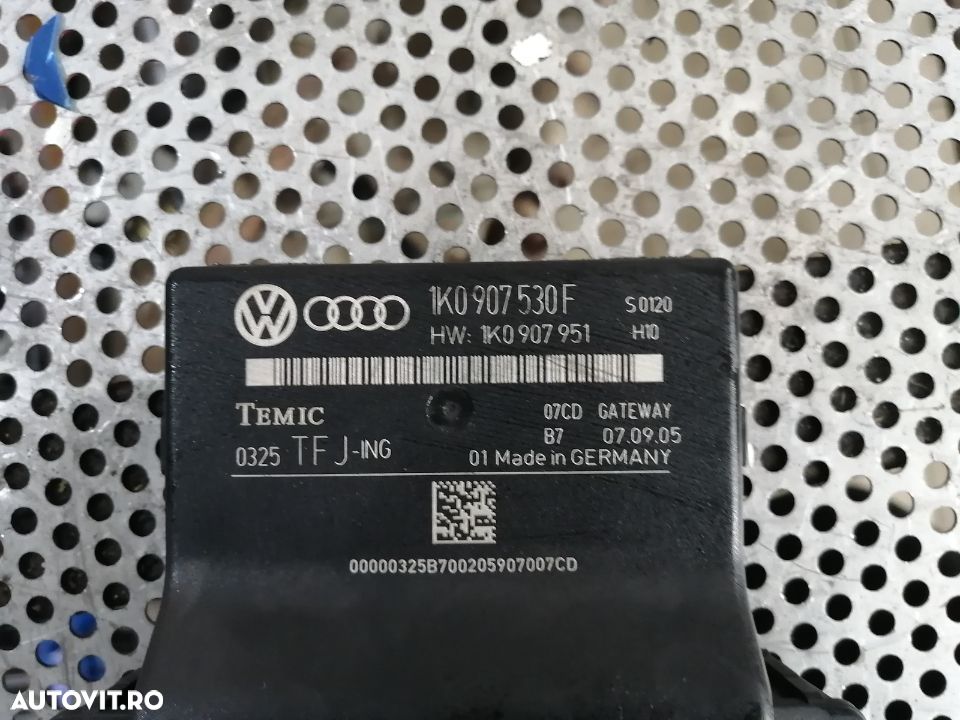 1K0 907 530 F S 0120
HW: 1K0 907 951 H10
TEMIC 07CD GATEWAY
B7 07.09.05
0325 TFJ-ING 01 Made in GERMANY
00000325B700205907007CD
AUTOVIT.RO